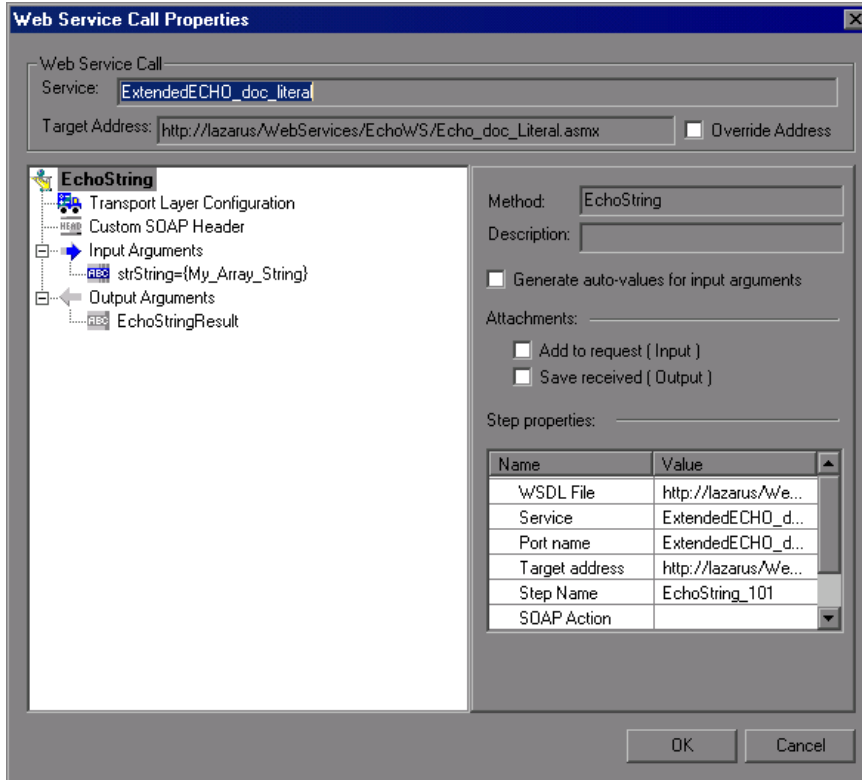 Web Service Call Properties
Web Service Call
Service: ExtendedECHO_doc_literal
Target Address: http://lazarus/WebServices/EchoWS/Echo_doc_Literal.asmx Override Address
EchoString
Transport Layer Configuration
HEAD Custom SOAP Header
Input Arguments
ABC strString={My_Array_String}
Output Arguments
ABC EchoStringResult
Method: EchoString
Description:
Generate auto-values for input arguments
Attachments:
Add to request ( Input )
Save received ( Output )
Step properties:
Name Value
WSDL File http://lazarus/We...
Service ExtendedECHO_d...
Port name ExtendedECHO_d...
Target address http://lazarus/We...
Step Name EchoString_101
SOAP Action
OK Cancel